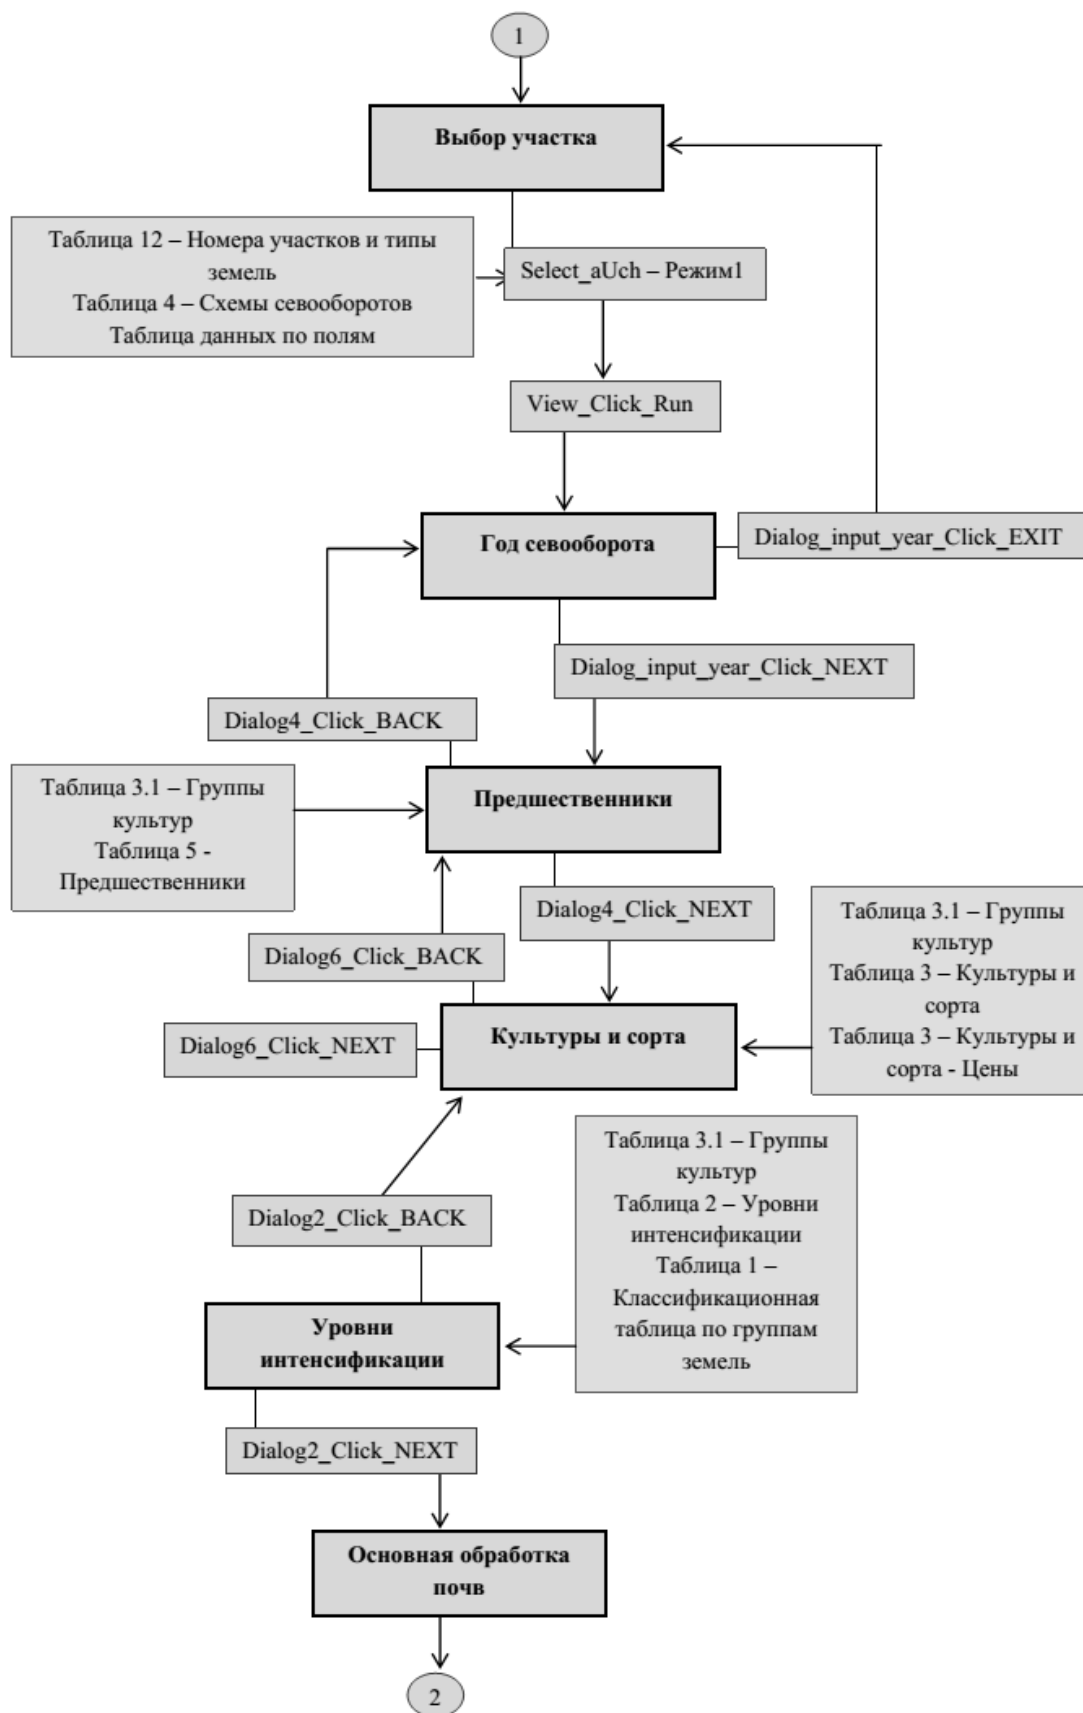 1
Выбор участка
Таблица 12 – Номера участков и типы
земель
Таблица 4 – Схемы севооборотов
Таблица данных по полям
Select_aUch – Режим1
View_Click_Run
Год севооборота
Dialog_input_year_Click_EXIT
Dialog_input_year_Click_NEXT
Dialog4_Click_BACK
Предшественники
Таблица 3.1 – Группы
культур
Таблица 5 -
Предшественники
Dialog4_Click_NEXT
Dialog6_Click_BACK
Таблица 3.1 – Группы
культур
Таблица 3 – Культуры и
сорта
Таблица 3 – Культуры и
сорта - Цены
Dialog6_Click_NEXT
Культуры и сорта
Таблица 3.1 – Группы
культур
Таблица 2 – Уровни
интенсификации
Таблица 1 –
Классификационная
таблица по группам
земель
Dialog2_Click_BACK
Уровни
интенсификации
Dialog2_Click_NEXT
Основная обработка
почв
2